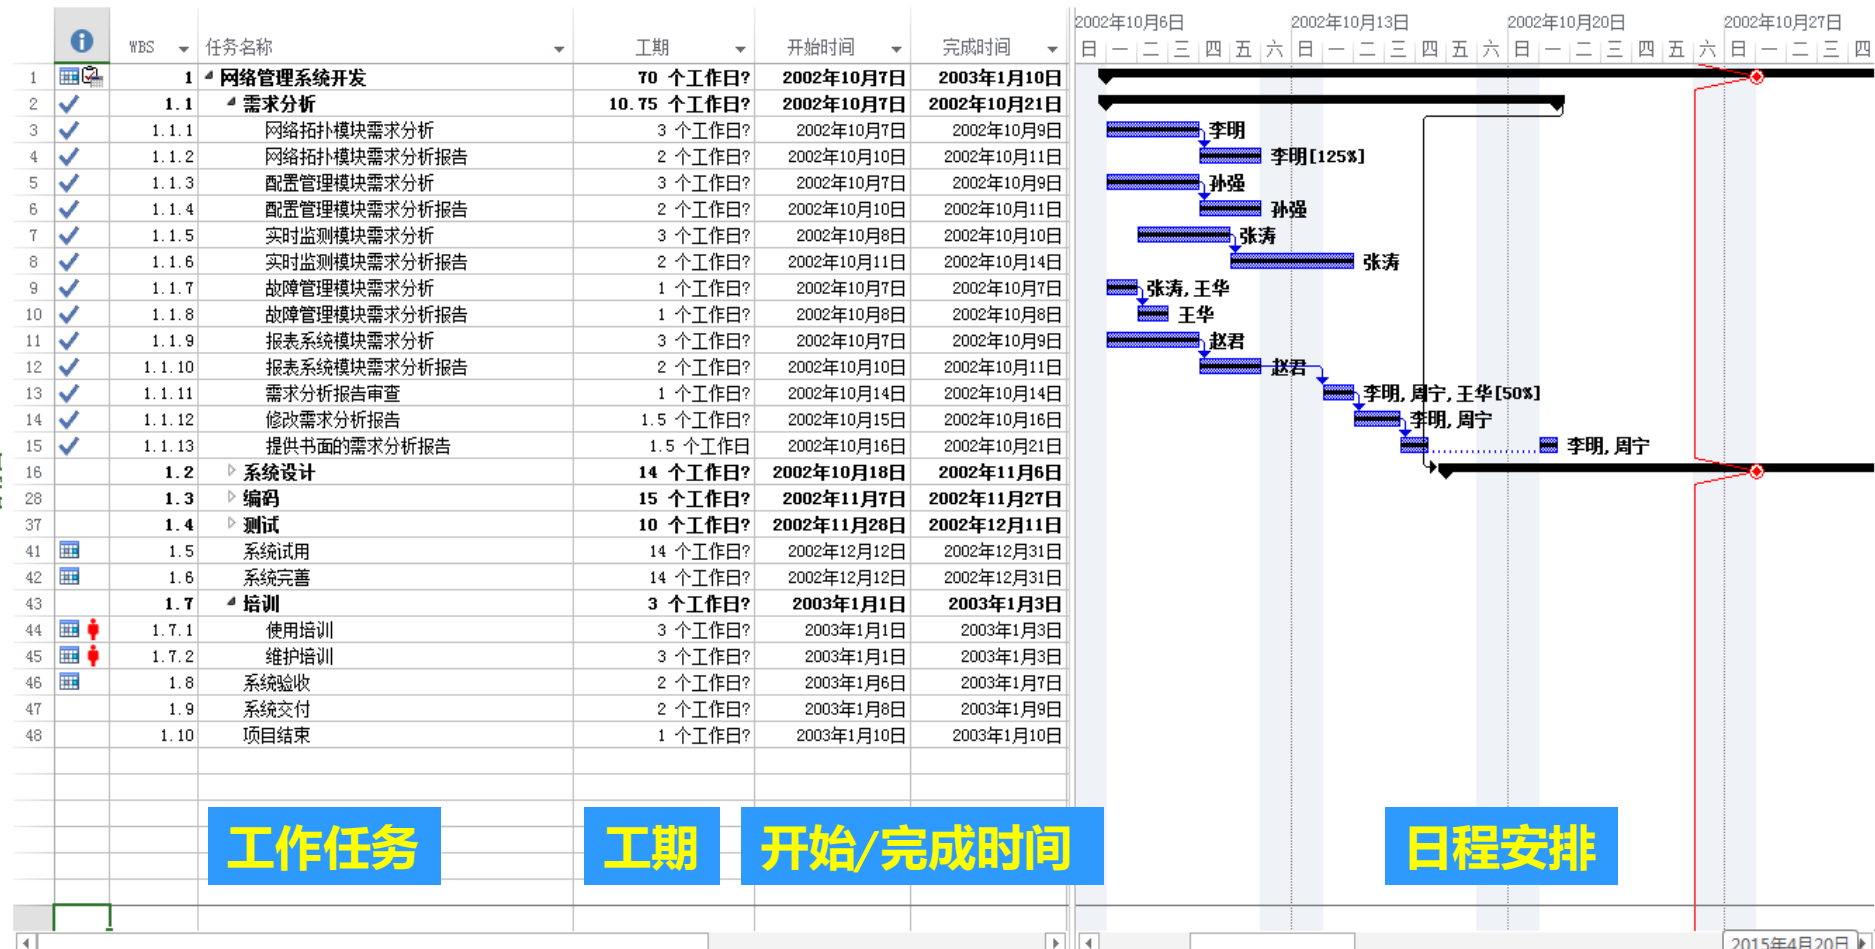 2002年10月6日 2002年10月13日 2002年10月20日 2002年10月27日
WBS 任务名称 工期 开始时间 完成时间 日 一 二 三 四 五 六 日 一 二 三 四 五 六 日 一 二 三 四 五 六 日 一 二 三 四
1 1 网络管理系统开发 70 个工作日? 2002年10月7日 2003年1月10日
2 1.1 需求分析 10.75 个工作日? 2002年10月7日 2002年10月21日
3 1.1.1 网络拓扑模块需求分析 3 个工作日? 2002年10月7日 2002年10月9日 李明
4 1.1.2 网络拓扑模块需求分析报告 2 个工作日? 2002年10月10日 2002年10月11日 李明[125%]
5 1.1.3 配置管理模块需求分析 3 个工作日? 2002年10月7日 2002年10月9日 孙强
6 1.1.4 配置管理模块需求分析报告 2 个工作日? 2002年10月10日 2002年10月11日 孙强
7 1.1.5 实时监测模块需求分析 3 个工作日? 2002年10月8日 2002年10月10日 张涛
8 1.1.6 实时监测模块需求分析报告 2 个工作日? 2002年10月11日 2002年10月14日 张涛
9 1.1.7 故障管理模块需求分析 1 个工作日? 2002年10月7日 2002年10月7日 张涛,王华
10 1.1.8 故障管理模块需求分析报告 1 个工作日? 2002年10月8日 2002年10月8日 王华
11 1.1.9 报表系统模块需求分析 3 个工作日? 2002年10月7日 2002年10月9日 赵君
12 1.1.10 报表系统模块需求分析报告 2 个工作日? 2002年10月10日 2002年10月11日 赵君
13 1.1.11 需求分析报告审查 1 个工作日? 2002年10月14日 2002年10月14日 李明,周宁,王华[50%]
14 1.1.12 修改需求分析报告 1.5 个工作日? 2002年10月15日 2002年10月16日 李明,周宁
15 1.1.13 提供书面的需求分析报告 1.5 个工作日 2002年10月16日 2002年10月21日 李明,周宁
16 1.2 系统设计 14 个工作日? 2002年10月18日 2002年11月6日
28 1.3 编码 15 个工作日? 2002年11月7日 2002年11月27日
37 1.4 测试 10 个工作日? 2002年11月28日 2002年12月11日
41 1.5 系统试用 14 个工作日? 2002年12月12日 2002年12月31日
42 1.6 系统完善 14 个工作日? 2002年12月12日 2002年12月31日
43 1.7 培训 3 个工作日? 2003年1月1日 2003年1月3日
44 1.7.1 使用培训 3 个工作日? 2003年1月1日 2003年1月3日
45 1.7.2 维护培训 3 个工作日? 2003年1月1日 2003年1月3日
46 1.8 系统验收 2 个工作日? 2003年1月6日 2003年1月7日
47 1.9 系统交付 2 个工作日? 2003年1月8日 2003年1月9日
48 1.10 项目结束 1 个工作日? 2003年1月10日 2003年1月10日
工作任务 工期 开始/完成时间 日程安排
2015年4月20日